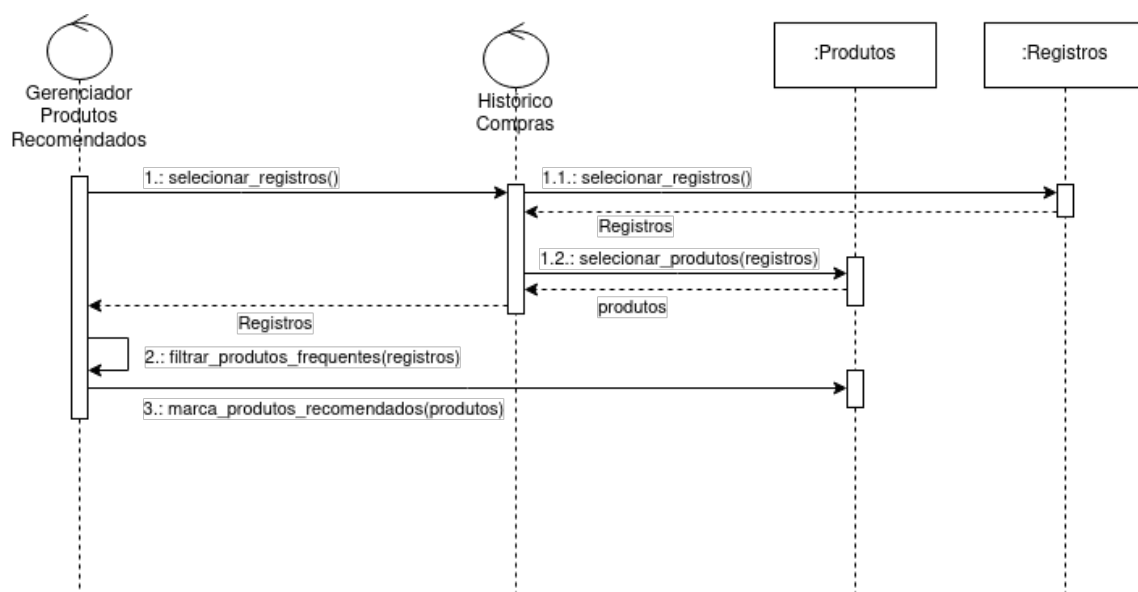 Gerenciador
Produtos
Recomendados
Histórico
Compras
:Produtos
:Registros
1.: selecionar_registros()
1.1.: selecionar_registros()
Registros
1.2.: selecionar_produtos(registros)
produtos
Registros
2.: filtrar_produtos_frequentes(registros)
3.: marca_produtos_recomendados(produtos)